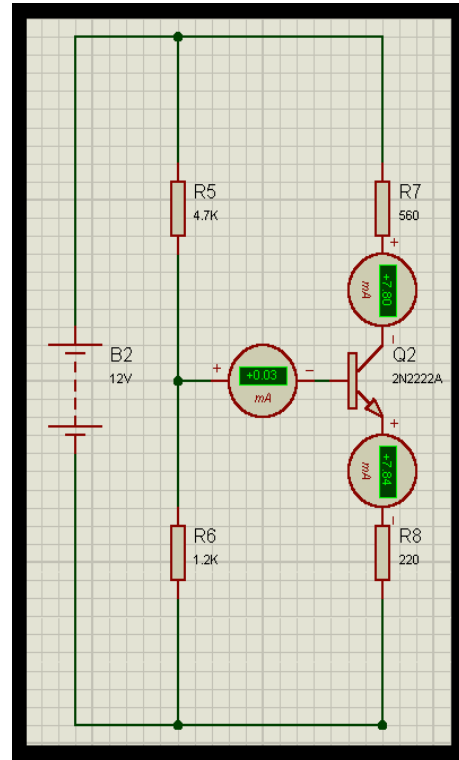 R5
4.7K
R7
560
+
+7.80
mA
-
B2
12V
+
+0.03
-
mA
Q2
2N2222A
+
+7.84
mA
-
R6
1.2K
R8
220